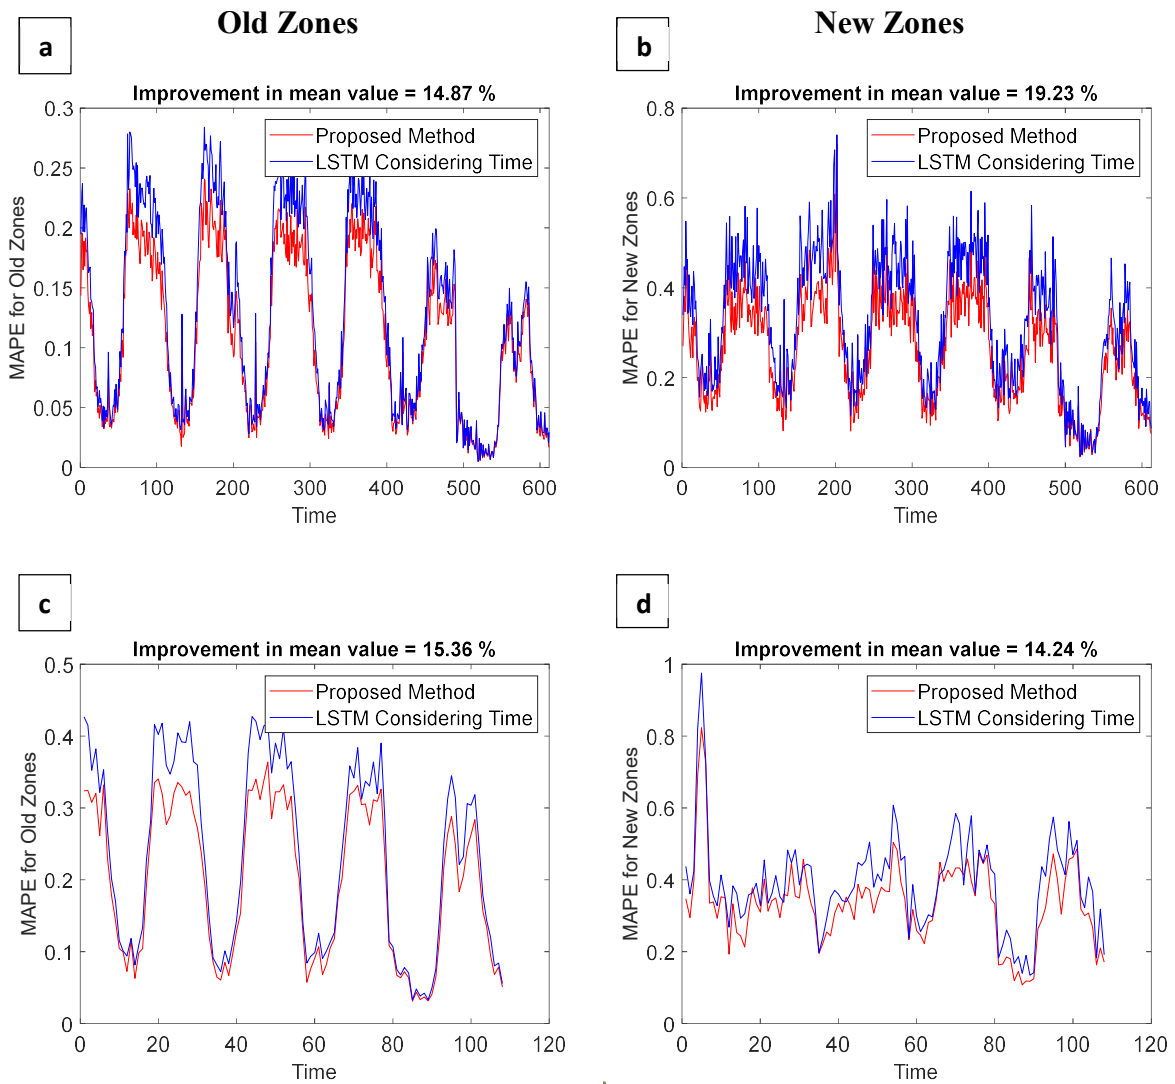 Old Zones
New Zones
a
b
Improvement in mean value = 14.87 %
Improvement in mean value = 19.23 %
Proposed Method
LSTM Considering Time
Proposed Method
LSTM Considering Time
MAPE for Old Zones
0.3
0.25
0.2
0.15
0.1
0.05
0
0 100 200 300 400 500 600
Time
MAPE for New Zones
0.8
0.6
0.4
0.2
0
0 100 200 300 400 500 600
Time
c
d
Improvement in mean value = 15.36 %
Improvement in mean value = 14.24 %
Proposed Method
LSTM Considering Time
Proposed Method
LSTM Considering Time
MAPE for Old Zones
0.5
0.4
0.3
0.2
0.1
0
0 20 40 60 80 100 120
Time
MAPE for New Zones
1
0.8
0.6
0.4
0.2
0
0 20 40 60 80 100 120
Time